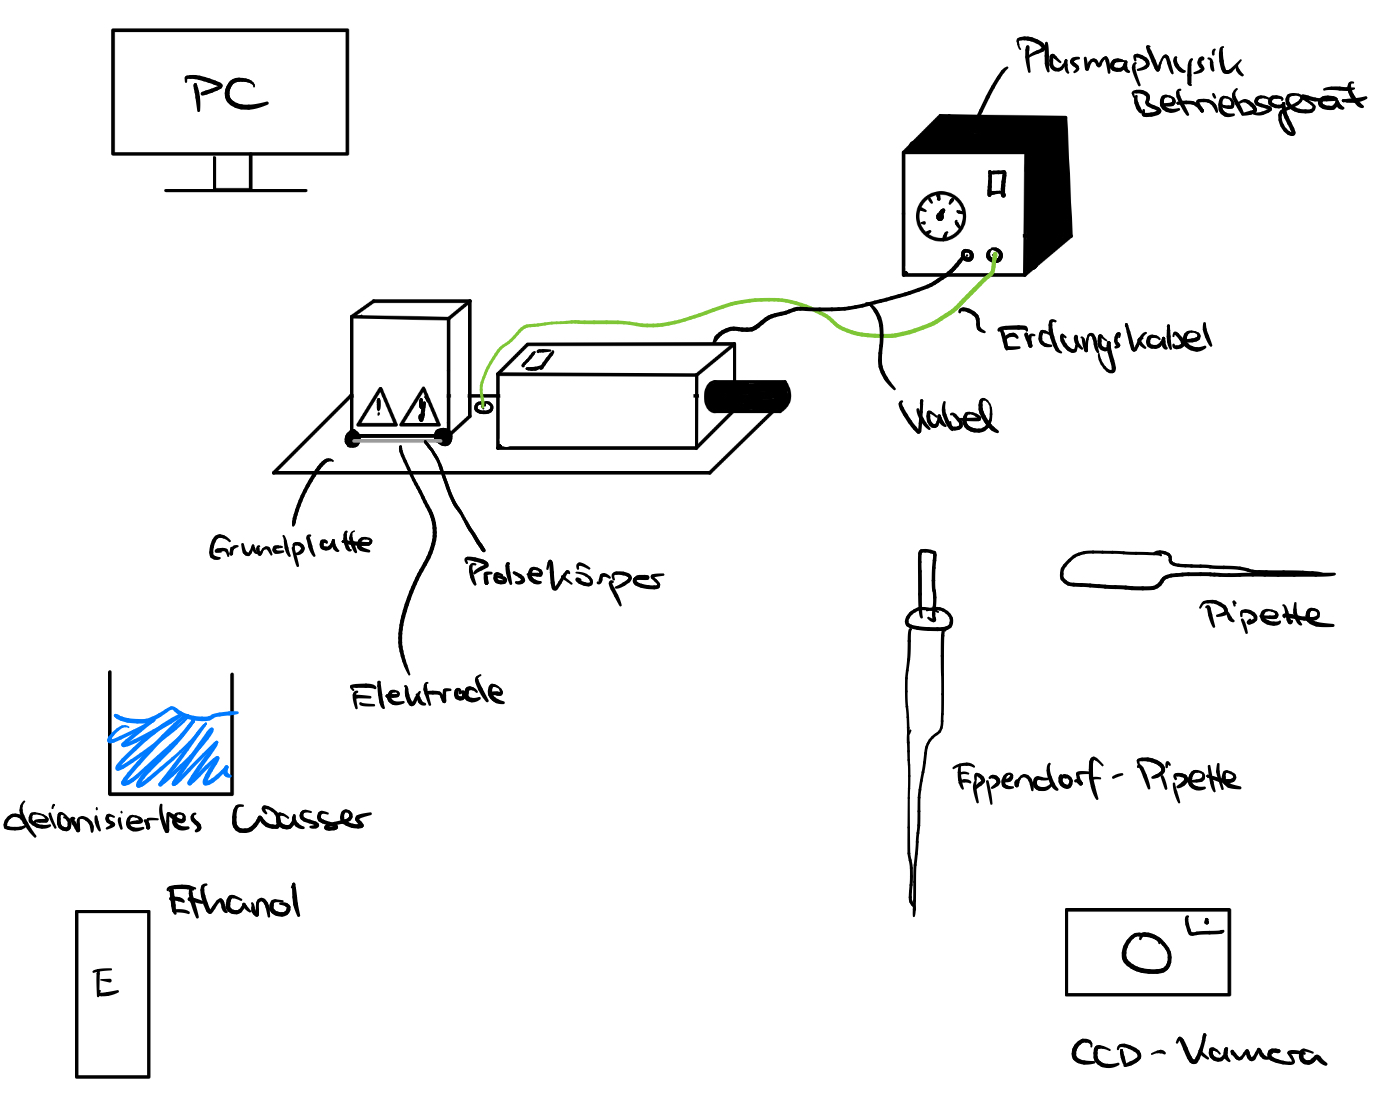 PC
Plasmaphysik
Betriebsgerät
Erdungskabel
Kabel
!
Grundplatte
Probekörper
Elektrode
Pipette
Eppendorf-Pipette
deionisiertes Wasser
Ethanol
E
CCD-Kamera